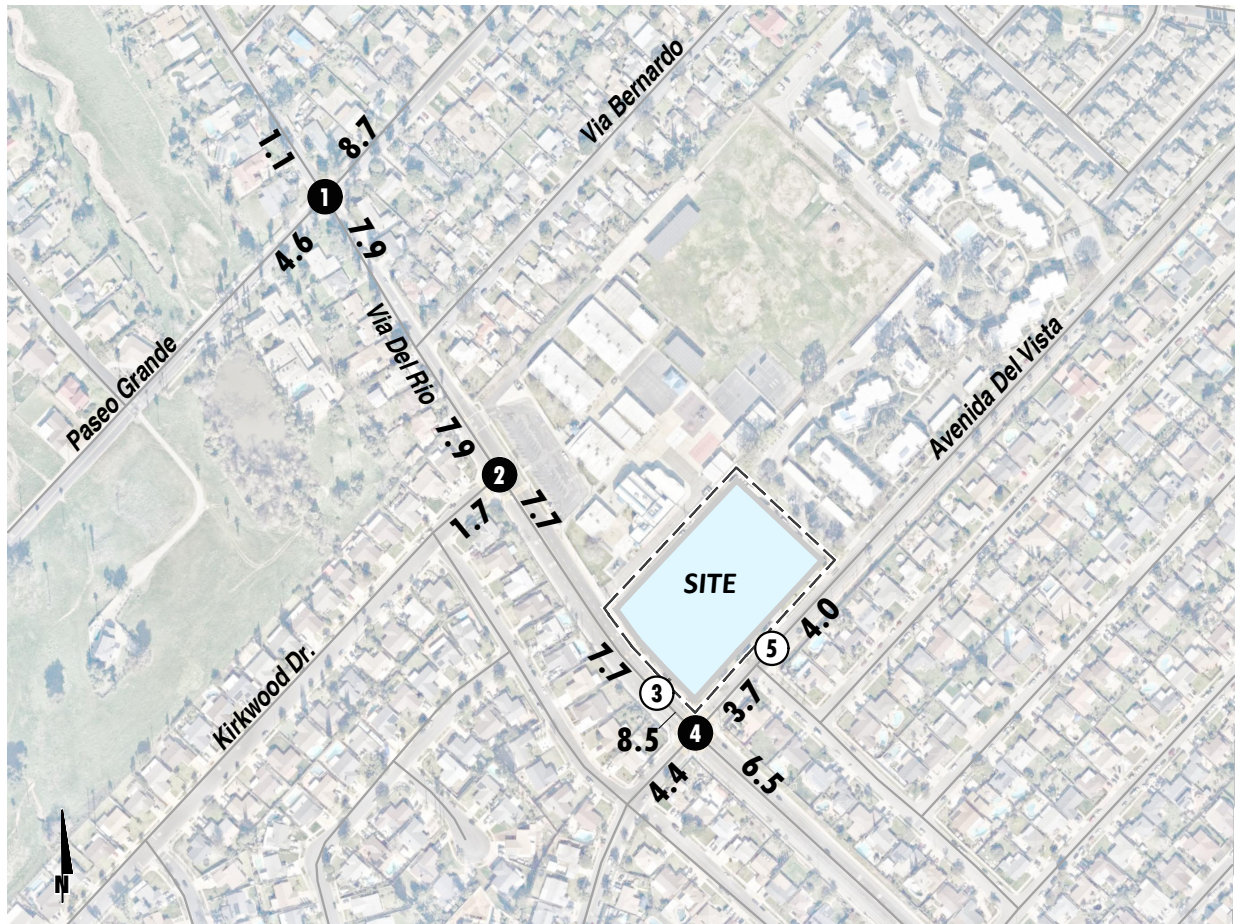 Via Bernardo
1.1
8.7
1
4.6
7.9
Via Del Rio
Paseo Grande
Avenida Del Vista
7.9
2
1.7
7.7
SITE
4.0
5
7.7
3
3.7
Kirkwood Dr.
8.5
4
4.4
6.5
N